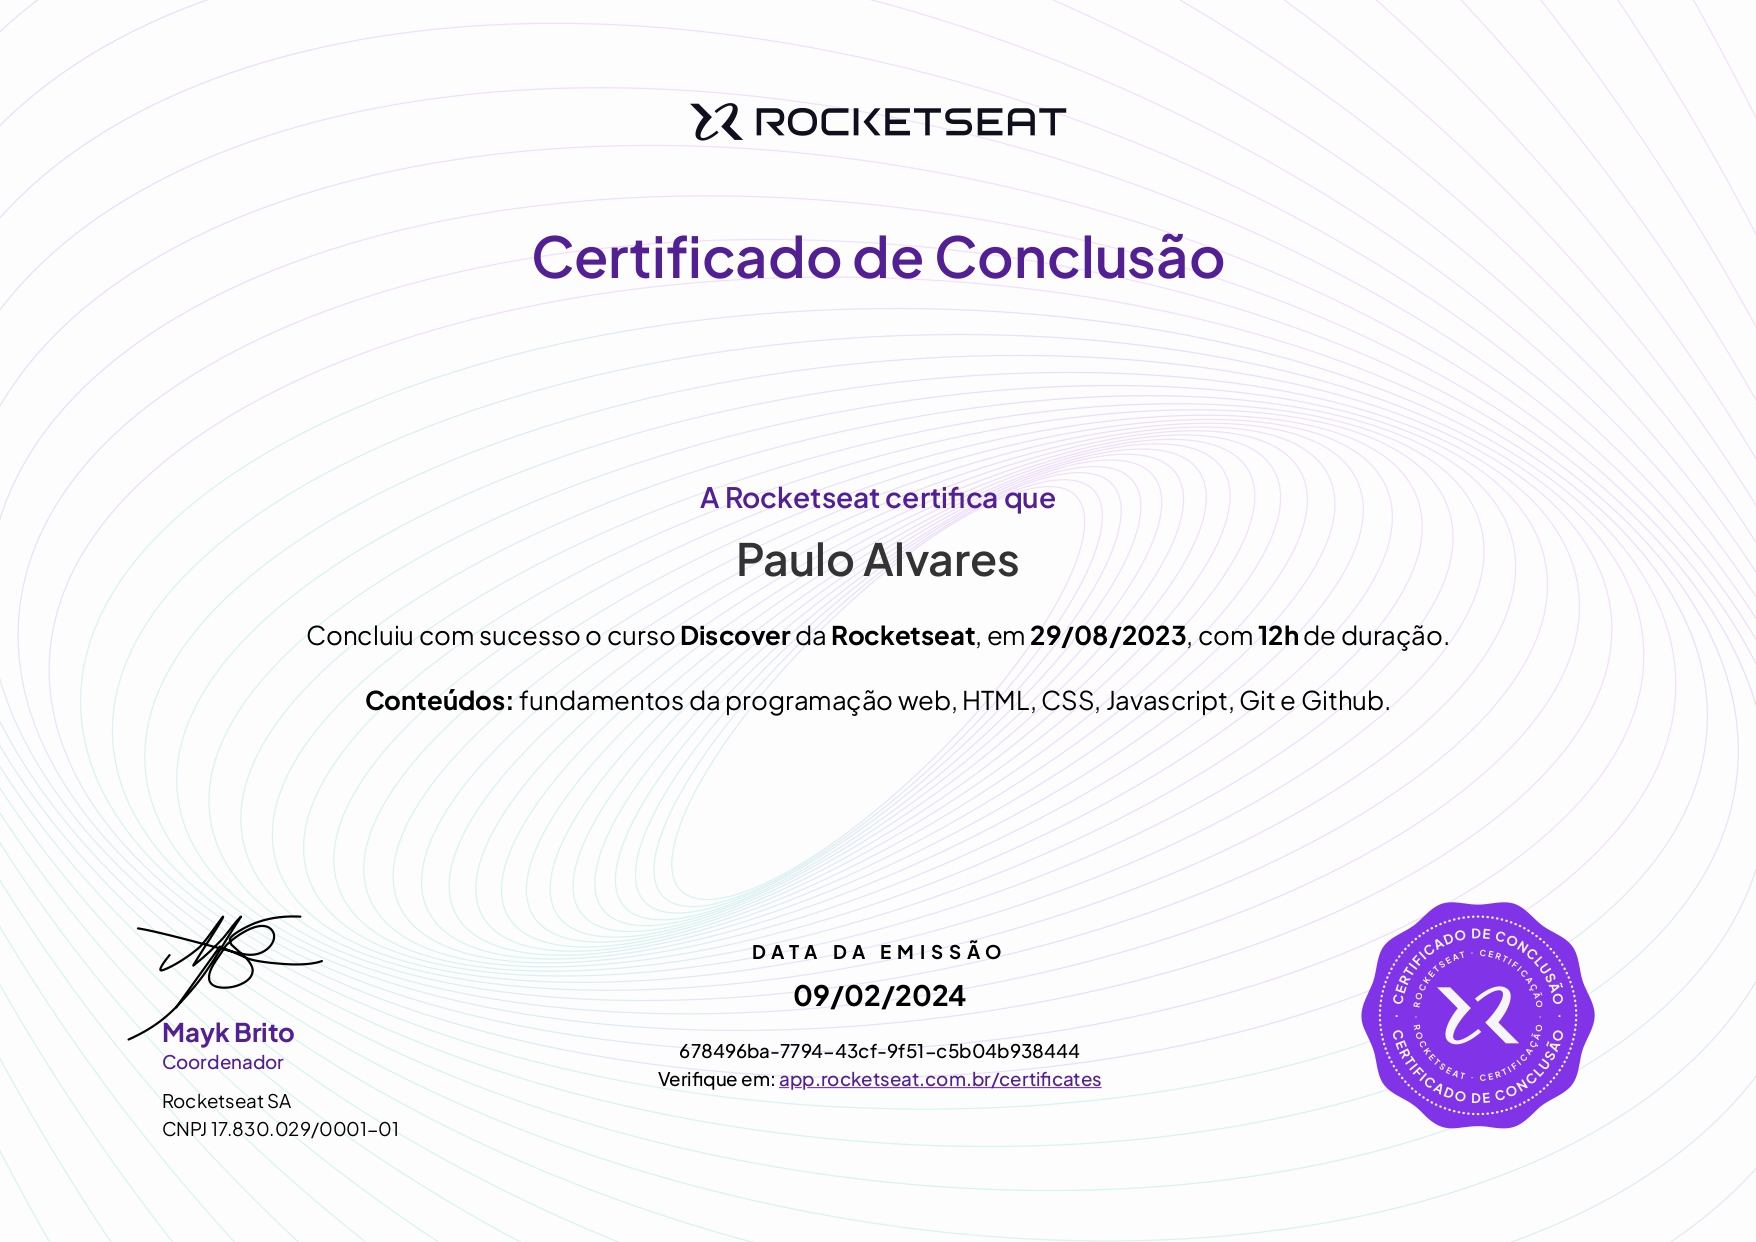 ROCKETSEAT
Certificado de Conclusão
A Rocketseat certifica que
Paulo Alvares
Concluiu com sucesso o curso Discover da Rocketseat, em 29/08/2023, com 12h de duração.
Conteúdos: fundamentos da programação web, HTML, CSS, Javascript, Git e Github.
Mayk Brito
Coordenador
Rocketseat SA
CNPJ 17.830.029/0001-01
DATA DA EMISSÃO
09/02/2024
678496ba-7794-43cf-9f51-c5b04b938444
Verifique em: app.rocketseat.com.br/certificates
CERTIFICADO DE CONCLUSÃO
ROCKETSEAT · CERTIFICAÇÃO
ROCKETSEAT · CERTIFICAÇÃO
CERTIFICADO DE CONCLUSÃO